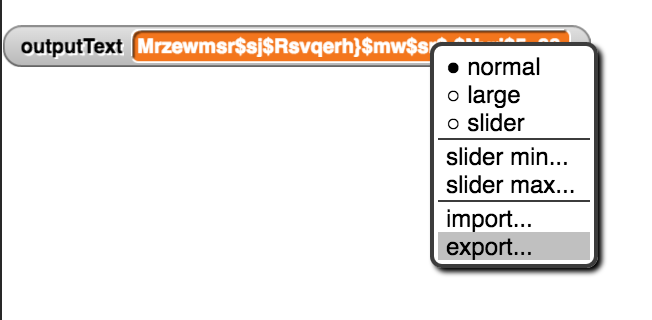 outputText Mrzewmsr$sj$Rsvqerh}$mw$sr$
normal
large
slider
slider min...
slider max...
import...
export...